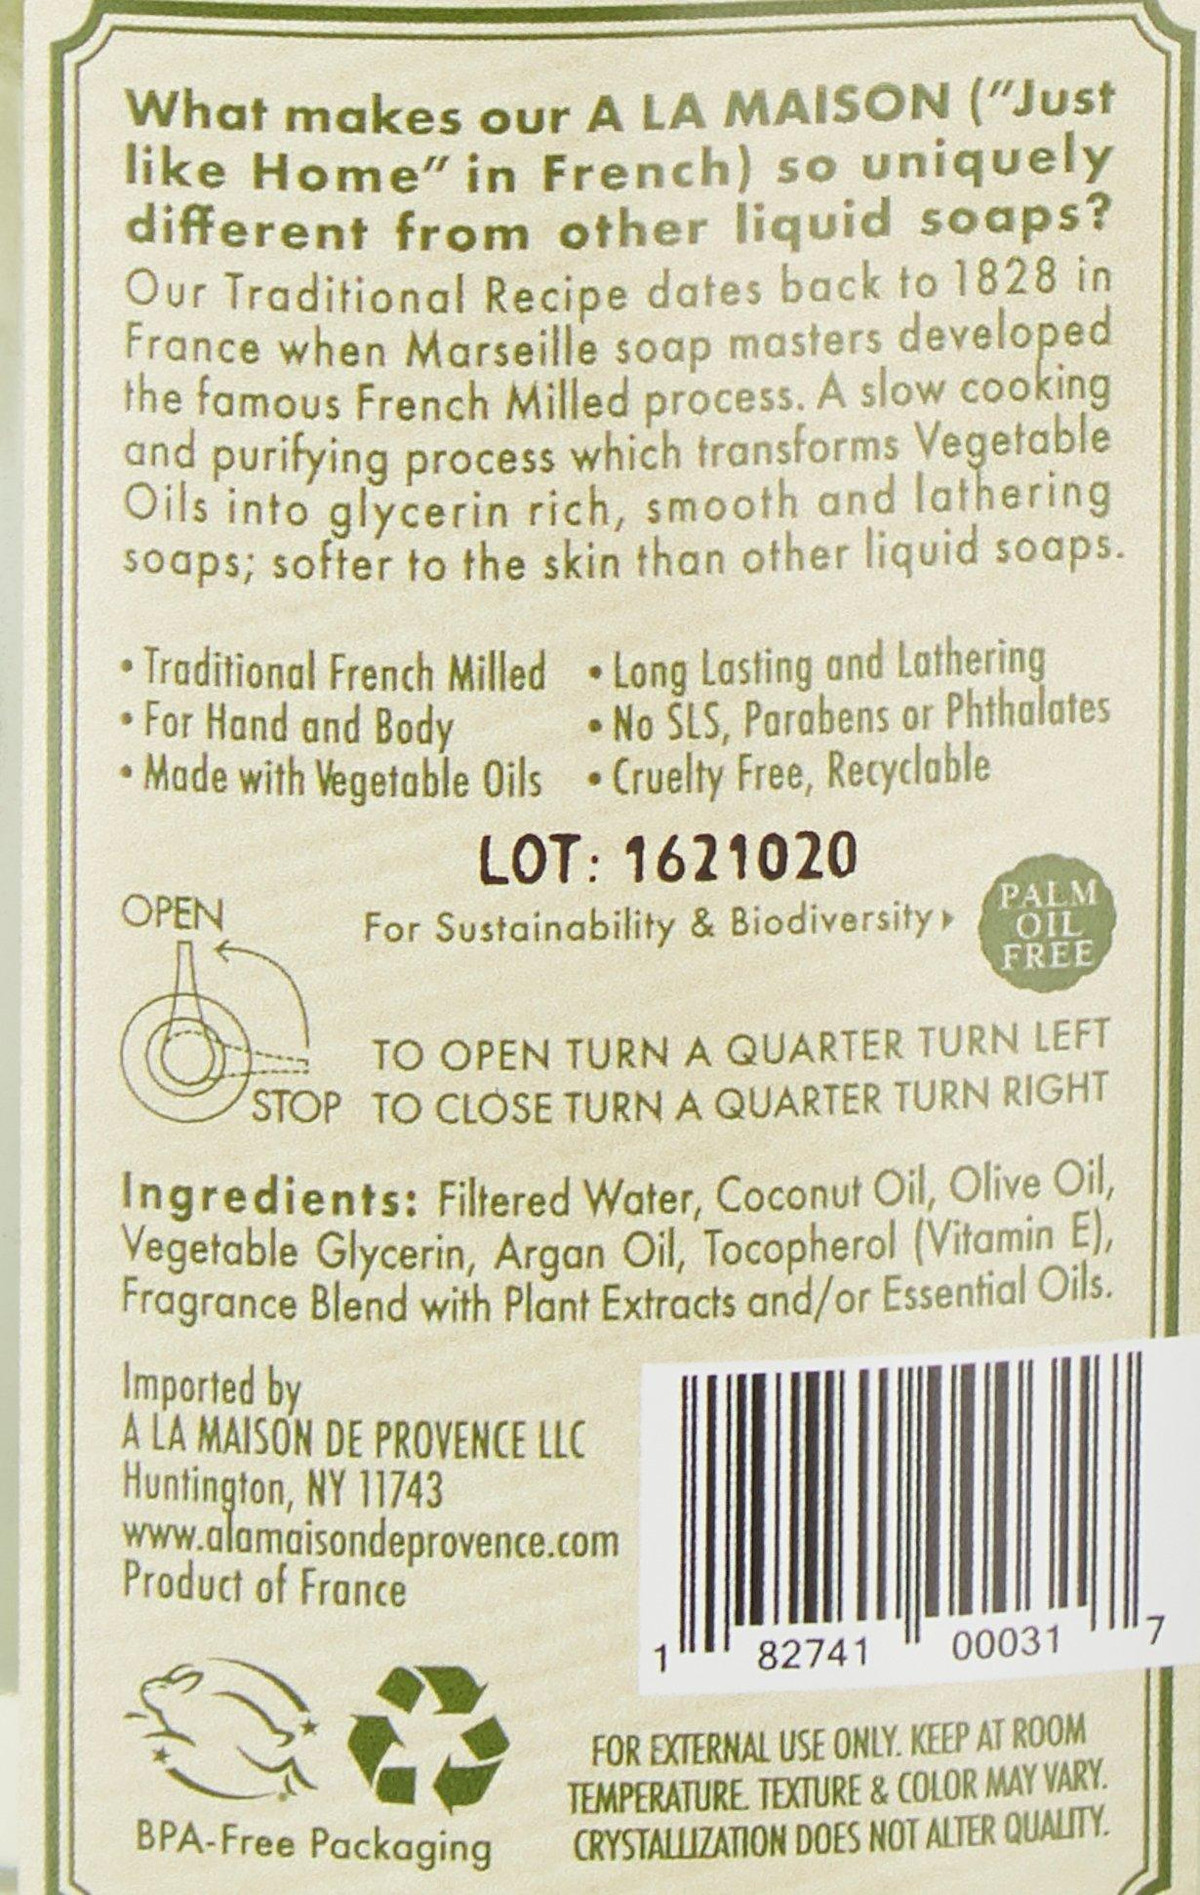 What makes our A LA MAISON ("Just
like Home" in French) so uniquely
different from other liquid soaps?
Our Traditional Recipe dates back to 1828 in
France when Marseille soap masters developed
the famous French Milled process. A slow cooking
and purifying process which transforms Vegetable
Oils into glycerin rich, smooth and lathering
soaps; softer to the skin than other liquid soaps.
• Traditional French Milled
• For Hand and Body
• Made with Vegetable Oils
• Long Lasting and Lathering
• No SLS, Parabens or Phthalates
• Cruelty Free, Recyclable
LOT: 1621020
For Sustainability & Biodiversity
PALM
OIL
FREE
OPEN
STOP
TO OPEN TURN A QUARTER TURN LEFT
TO CLOSE TURN A QUARTER TURN RIGHT
Ingredients: Filtered Water, Coconut Oil, Olive Oil,
Vegetable Glycerin, Argan Oil, Tocopherol (Vitamin E),
Fragrance Blend with Plant Extracts and/or Essential Oils.
Imported by
A LA MAISON DE PROVENCE LLC
Huntington, NY 11743
www.alamaisondeprovence.com
Product of France
1 82741 00031 7
BPA-Free Packaging
FOR EXTERNAL USE ONLY. KEEP AT ROOM
TEMPERATURE. TEXTURE & COLOR MAY VARY.
CRYSTALLIZATION DOES NOT ALTER QUALITY.